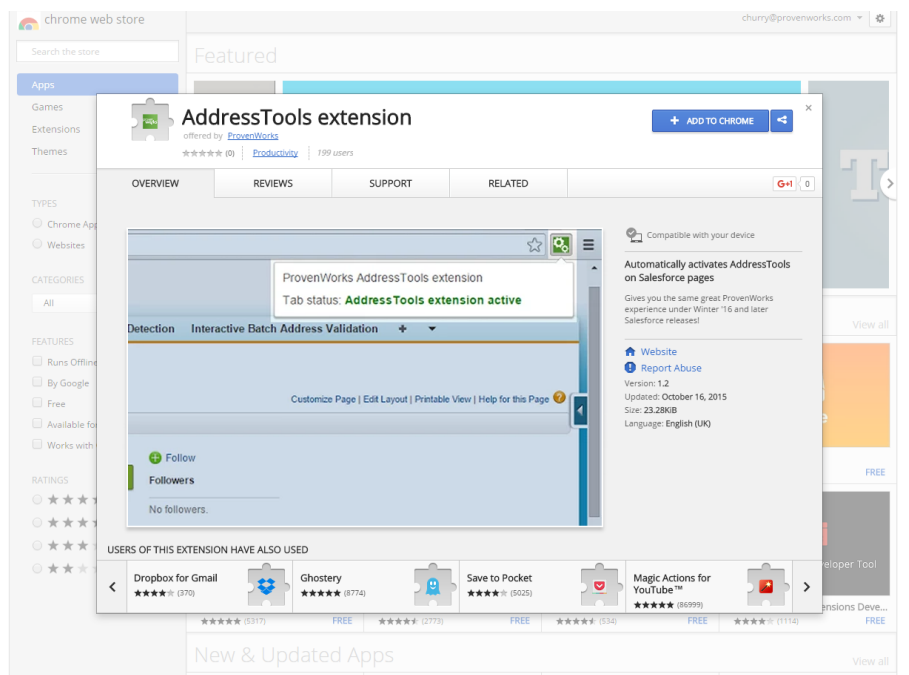 chrome web store
churry@provenworks.com
Search the store
Featured
Apps
Games
Extensions
Themes
TYPES
Chrome App
Websites
CATEGORIES
All
FEATURES
Runs Offline
By Google
Free
Available fo
Works with
RATINGS
AddressTools extension
offered by ProvenWorks
(0) Productivity 199 users
+ ADD TO CHROME
×
OVERVIEW REVIEWS SUPPORT RELATED
G+1 0
ProvenWorks AddressTools extension
Tab status: AddressTools extension active
Detection Interactive Batch Address Validation +
Customize Page | Edit Layout | Printable View | Help for this Page ?
Follow
Followers
No followers.
Compatible with your device
Automatically activates AddressTools
on Salesforce pages
Gives you the same great ProvenWorks
experience under Winter '16 and later
Salesforce releases!
Website
Report Abuse
Version: 1.2
Updated: October 16, 2015
Size: 23.28KiB
Language: English (UK)
USERS OF THIS EXTENSION HAVE ALSO USED
Dropbox for Gmail
(370)
Ghostery
(8774)
Save to Pocket
(5025)
Magic Actions for
YouTube™
(86999)
T
View all
FREE
veloper Tool
ensions Deve...
(5317) FREE
(2773) FREE
(534) FREE
(1114) FREE
New & Updated Apps
View all